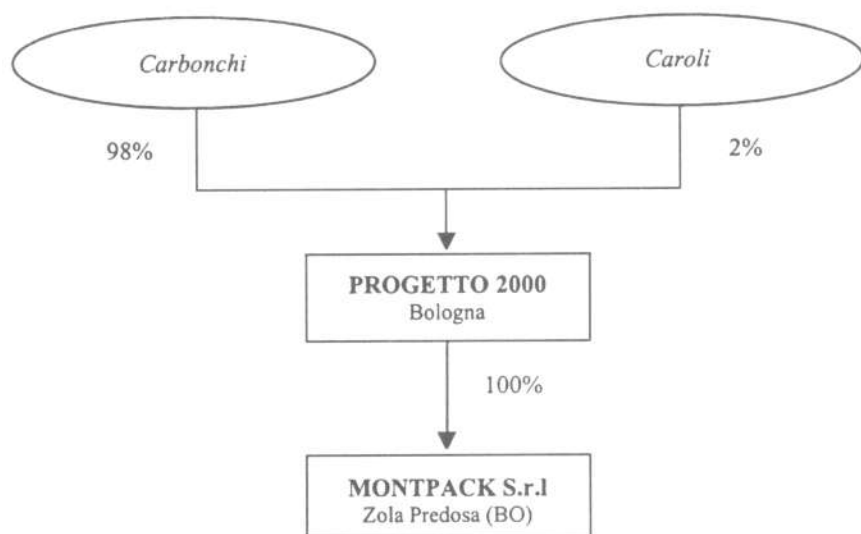 Carbonchi
Caroli
98%
2%
PROGETTO 2000
Bologna
100%
MONTPACK S.r.l
Zola Predosa (BO)